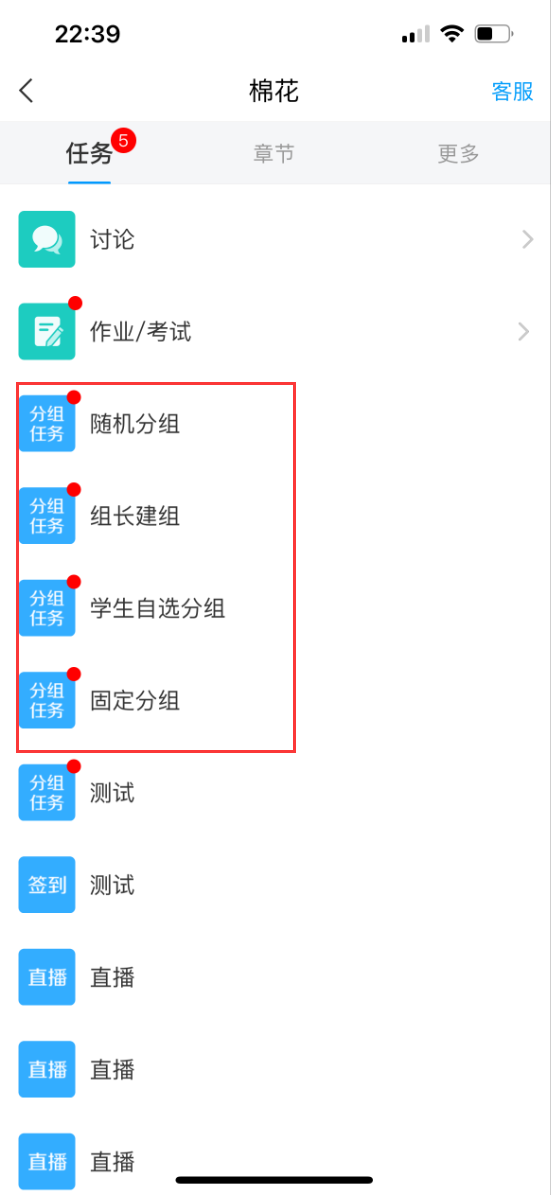 22:39
棉花
客服
任务 5
章节
更多
讨论
作业/考试
分组
任务
随机分组
分组
任务
组长建组
分组
任务
学生自选分组
分组
任务
固定分组
分组
任务
测试
签到
测试
直播
直播
直播
直播
直播
直播